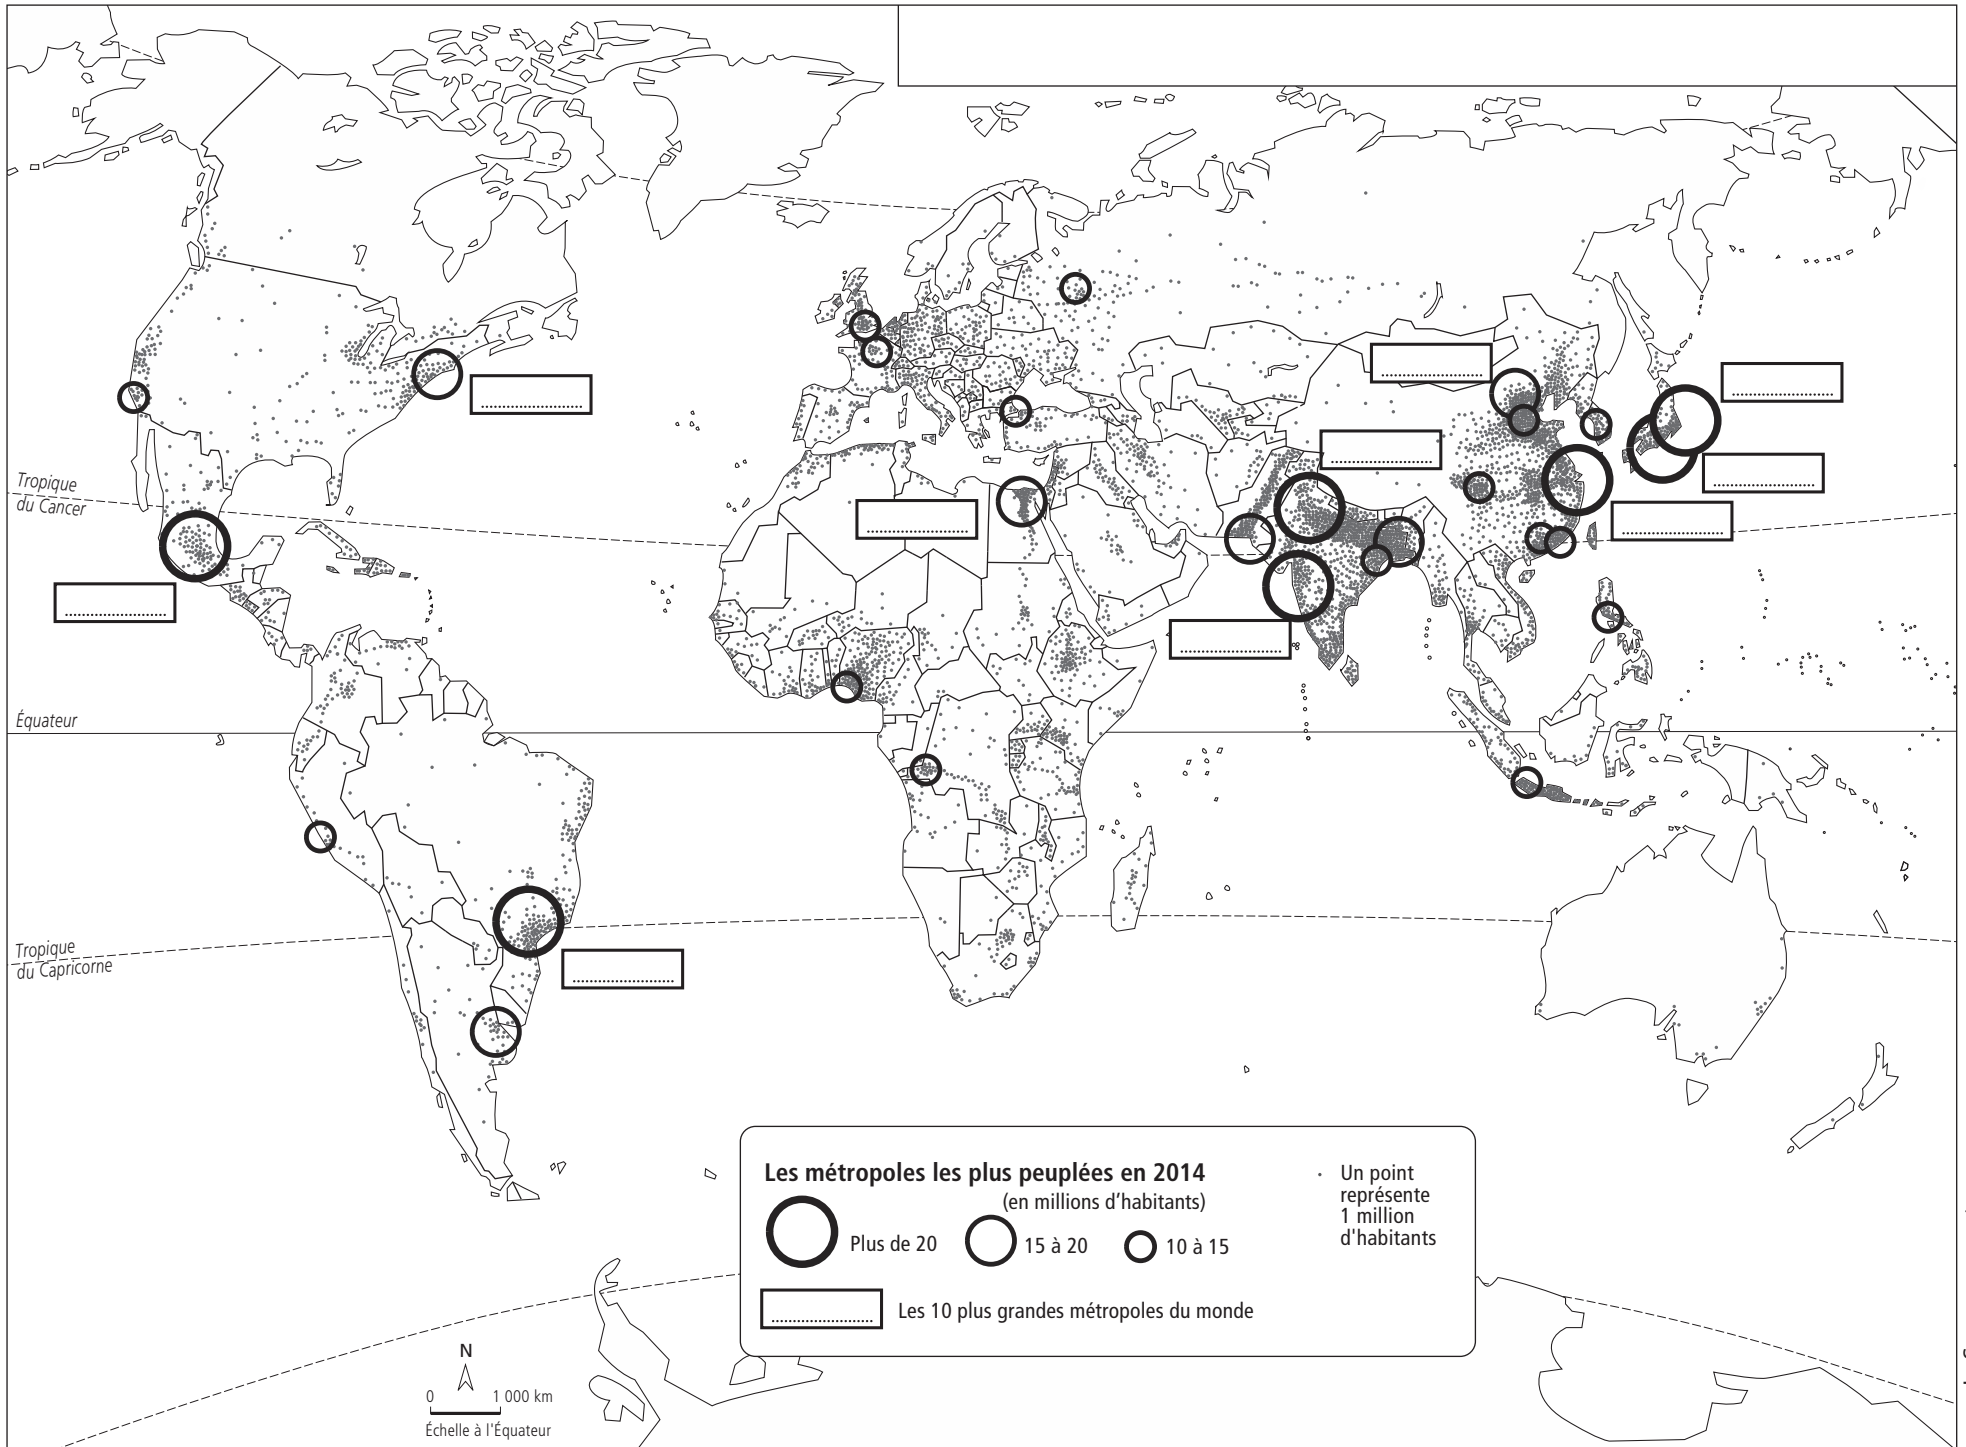 Tropique
du Cancer
Équateur
Tropique
du Capricorne
Les métropoles les plus peuplées en 2014
(en millions d'habitants)
Plus de 20
15 à 20
10 à 15
Un point
représente
1 million
d'habitants
Les 10 plus grandes métropoles du monde
N
0 1 000 km
Échelle à l'Équateur